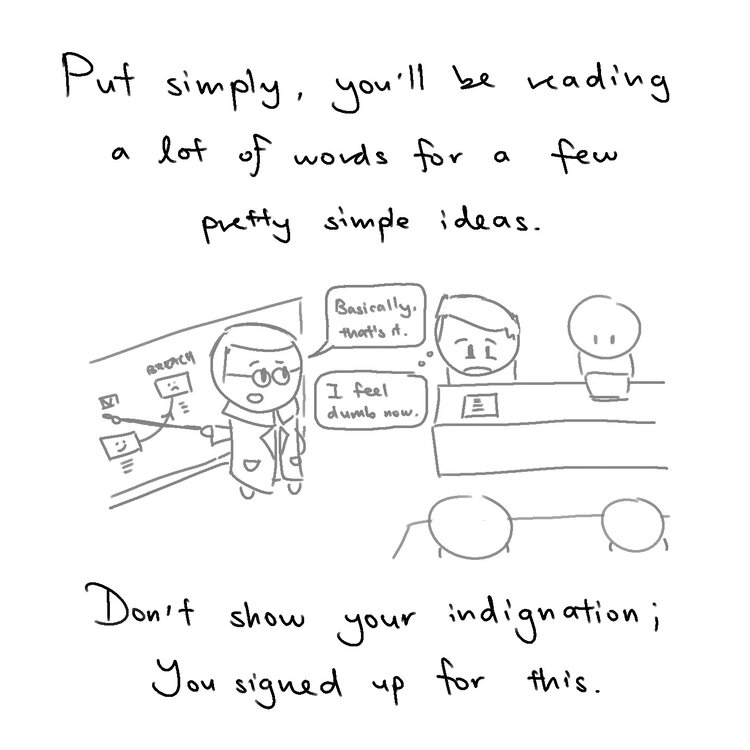 Put simply, you'll be reading
a lot of words for a few
pretty simple ideas.
Basically,
that's it.
BREACH
I feel
dumb now.
Don't show your indignation;
You signed up for this.